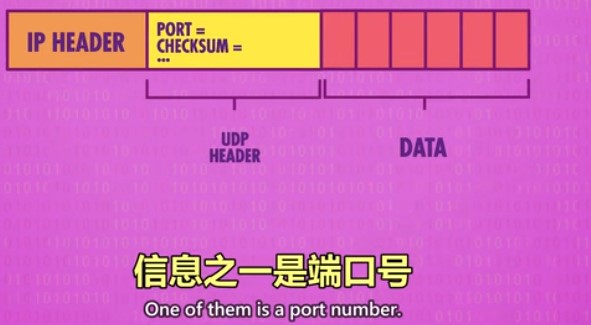 IP HEADER
PORT =
CHECKSUM =
...
UDP
HEADER
DATA
信息之一是端口号
One of them is a port number.